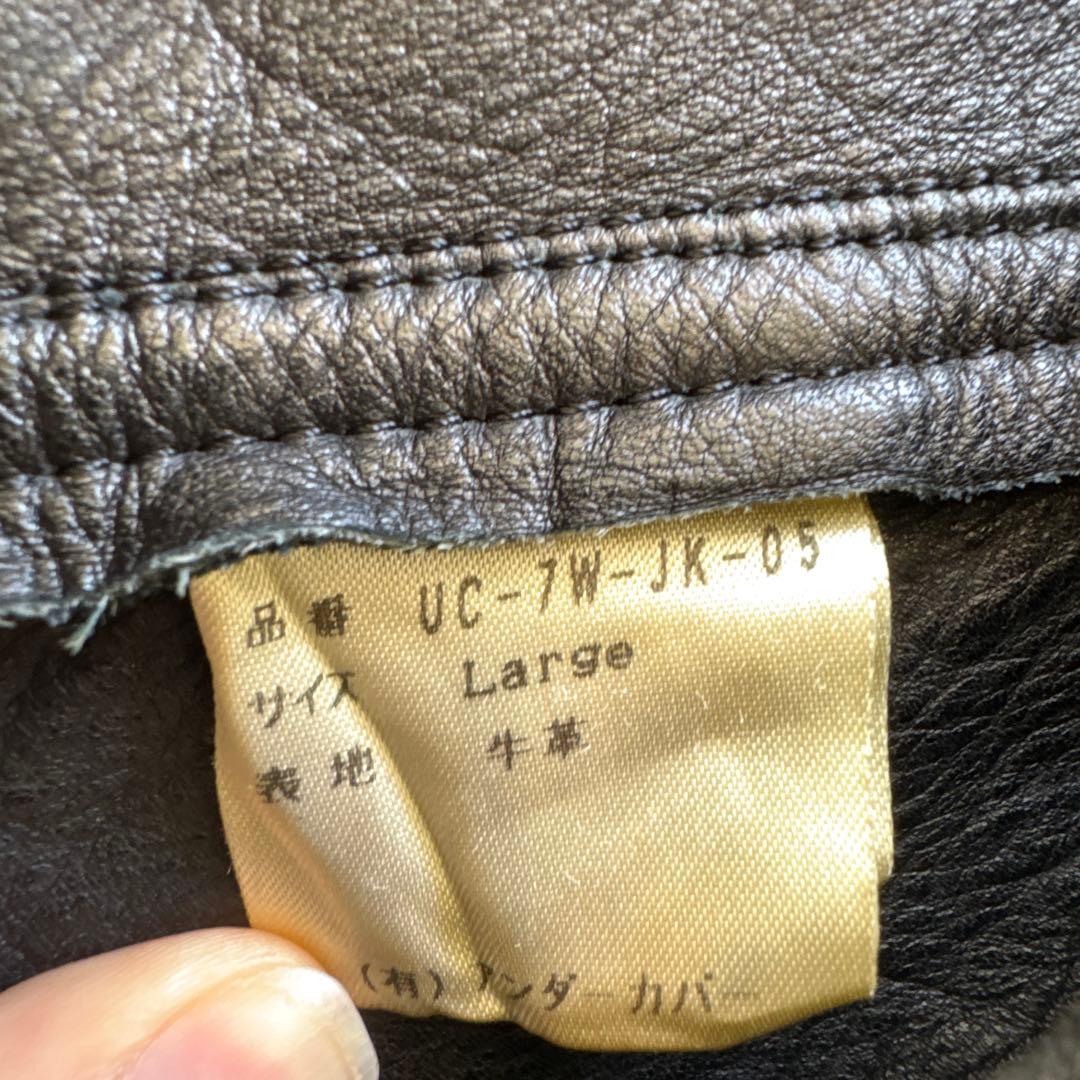 品番 UC-7W-JK-05
サイズ Large
表地 牛革
(有)アンダーカバー